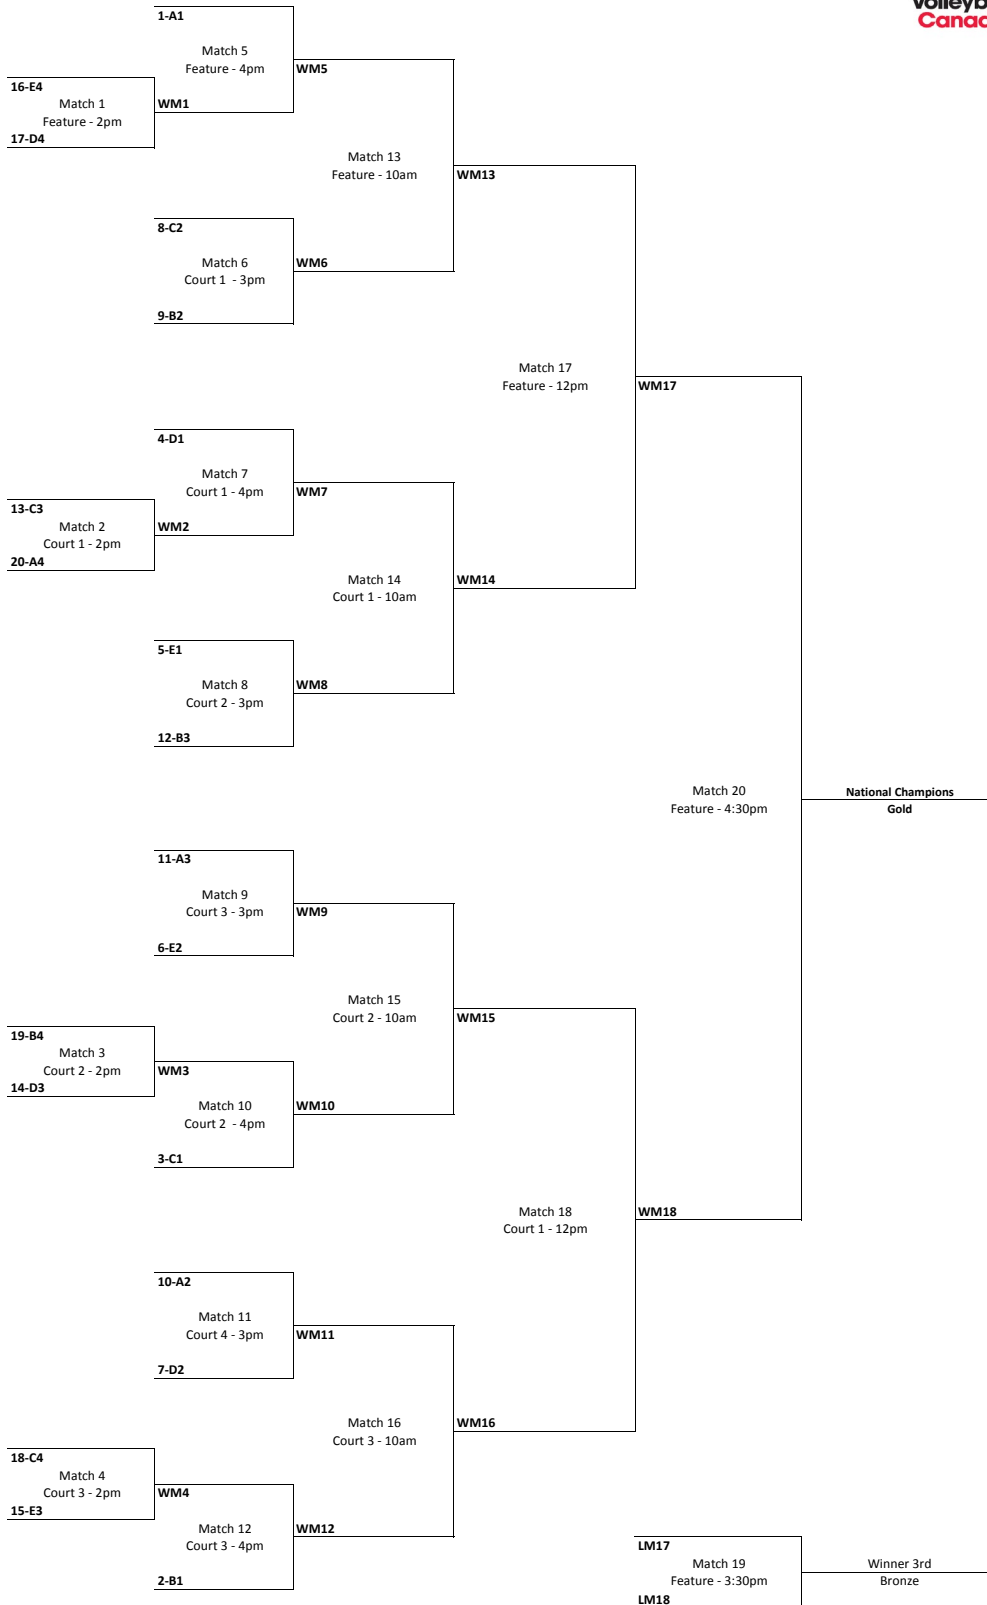 1-A1
Match 5
Feature - 4pm
WM5
16-E4
Match 1
Feature - 2pm
WM1
17-D4
Match 13
Feature - 10am
WM13
8-C2
Match 6
Court 1 - 3pm
WM6
9-B2
Match 17
Feature - 12pm
WM17
4-D1
Match 7
Court 1 - 4pm
WM7
13-C3
Match 2
Court 1 - 2pm
WM2
20-A4
Match 14
Court 1 - 10am
WM14
5-E1
Match 8
Court 2 - 3pm
WM8
12-B3
Match 20
Feature - 4:30pm
National Champions
Gold
11-A3
Match 9
Court 3 - 3pm
WM9
6-E2
Match 15
Court 2 - 10am
WM15
19-B4
Match 3
Court 2 - 2pm
WM3
14-D3
Match 10
Court 2 - 4pm
WM10
3-C1
Match 18
Court 1 - 12pm
WM18
10-A2
Match 11
Court 4 - 3pm
WM11
7-D2
Match 16
Court 3 - 10am
WM16
18-C4
Match 4
Court 3 - 2pm
WM4
15-E3
Match 12
Court 3 - 4pm
WM12
2-B1
LM17
Match 19
Feature - 3:30pm
Winner 3rd
Bronze
LM18